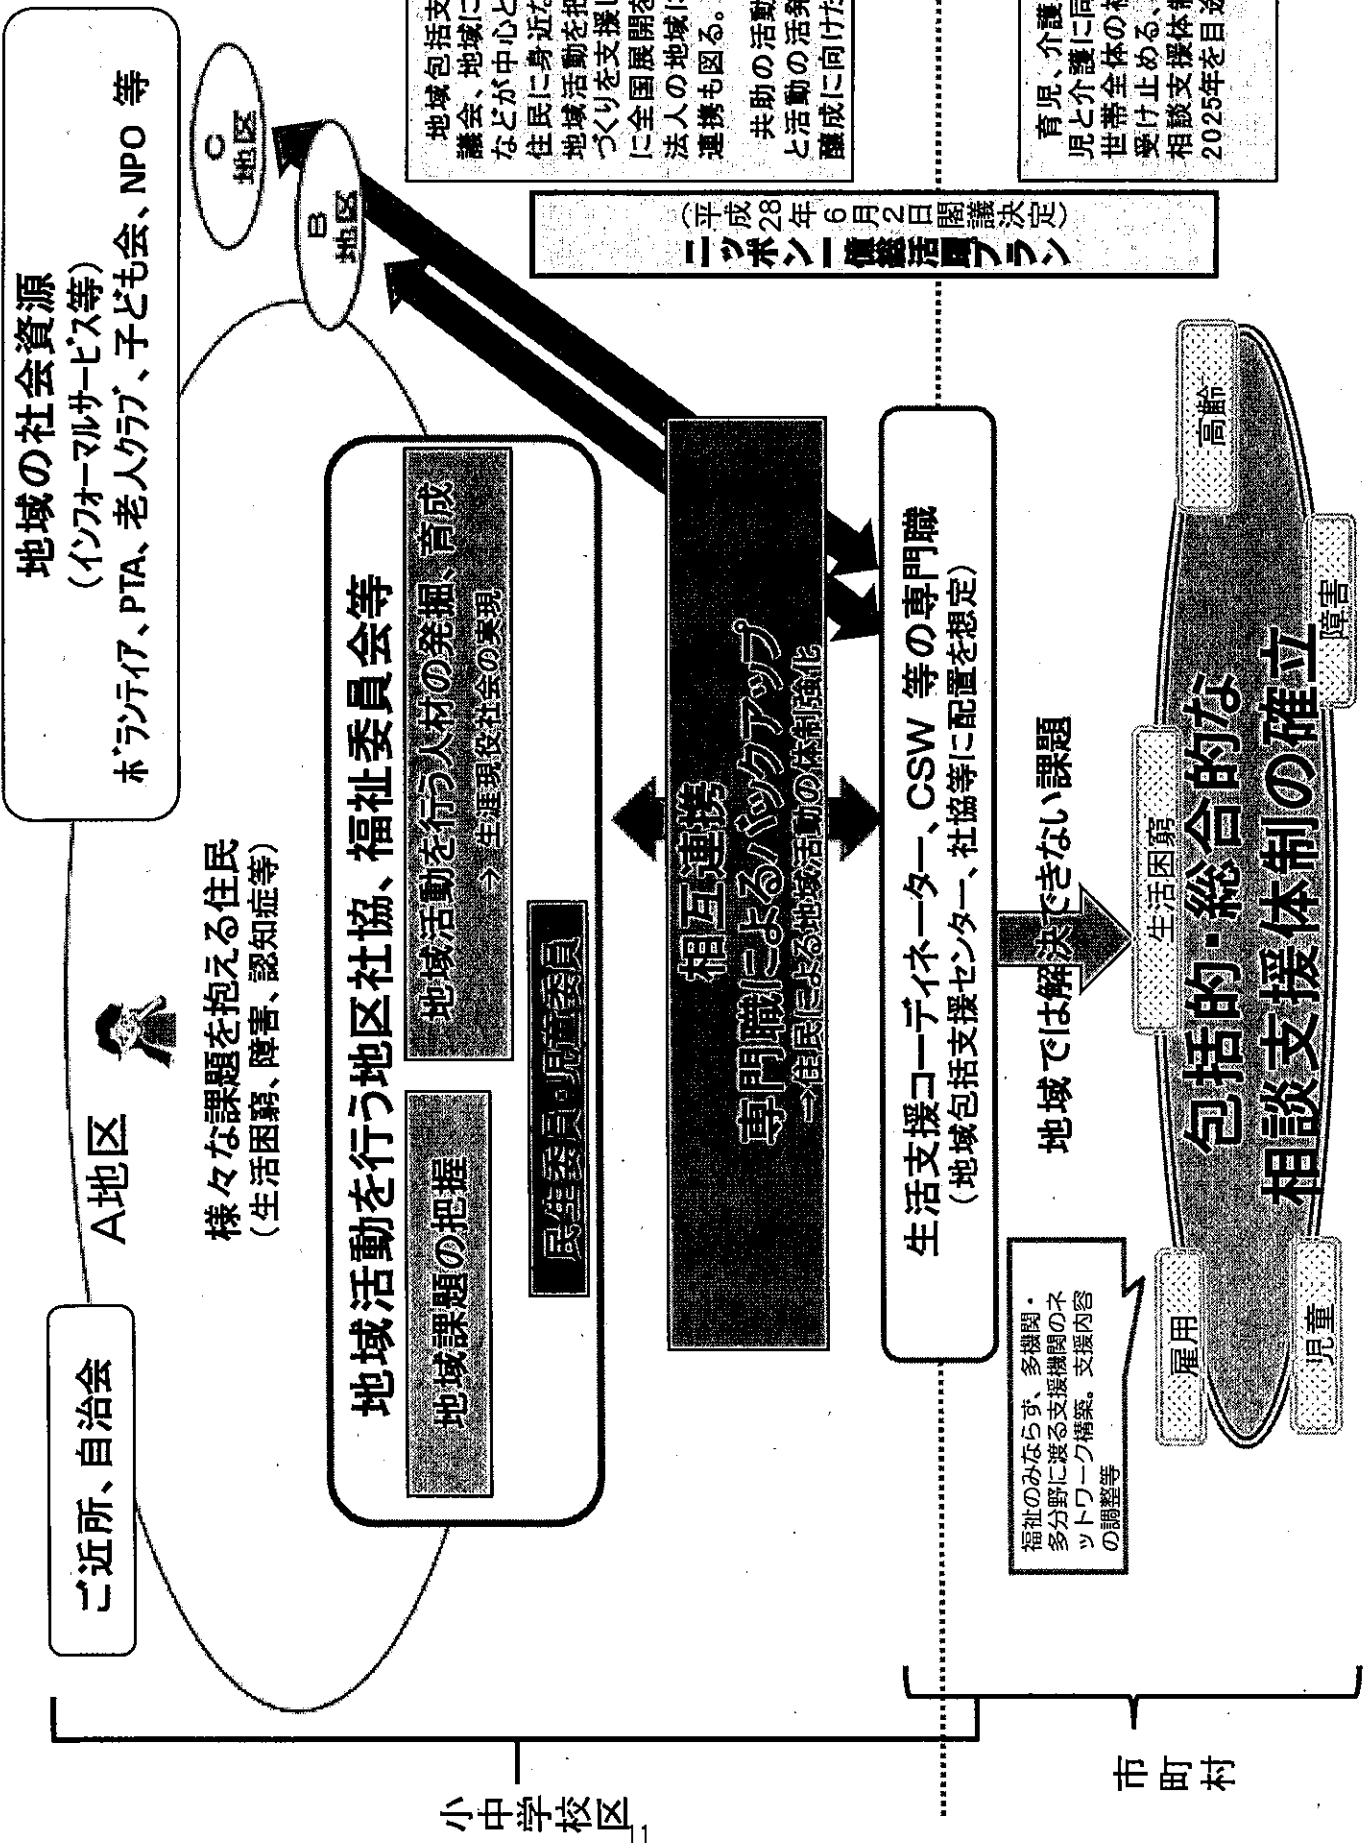 地域の社会資源
（インフォーマルサービス等）
ボランティア、PTA、老人クラブ、子ども会、NPO 等
ご近所、自治会
A地区
B
地区
C
地区
様々な課題を抱える住民
（生活困窮、障害、認知症等）
地域活動を行う地区社協、福祉委員会等
地域課題の把握
地域活動を行う人材の発掘、育成
→ 生涯現役社会の実現
民生委員・児童委員
相互連携
専門職によるバックアップ
→住民による地域活動の体制強化
生活支援コーディネーター、CSW 等の専門職
（地域包括支援センター、社協等に配置を想定）
地域では解決できない課題
福祉のみならず、多機関・
多分野に渡る支援機関のネ
ットワーク構築。支援内容
の調整等
雇用
生活困窮
高齢
包括的・総合的な
相談支援体制の確立
児童
障害
小中学校区
市町村
ニッポン一億総活躍プラン
（平成28年6月2日閣議決定）
地域包括支
議会、地域に
などが中心と
住民に身近な
地域活動を把
づくりを支援し
に全国展開を
法人の地域に
連携も図る。
共助の活動
と活動の活発
醸成に向けた
育児、介護、
児と介護に同
世帯全体の
受け止める、
相談支援体制
2025年を目途
11